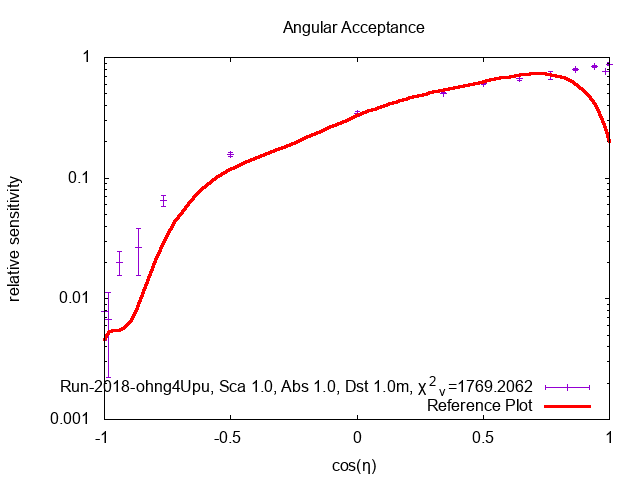 Angular Acceptance
relative sensitivity
1
0.1
0.01
0.001
Run-2018-ohng4Upu, Sca 1.0, Abs 1.0, Dst 1.0m, χ²ᵥ=1769.2062
Reference Plot
-1 -0.5 0 0.5 1
cos(η)